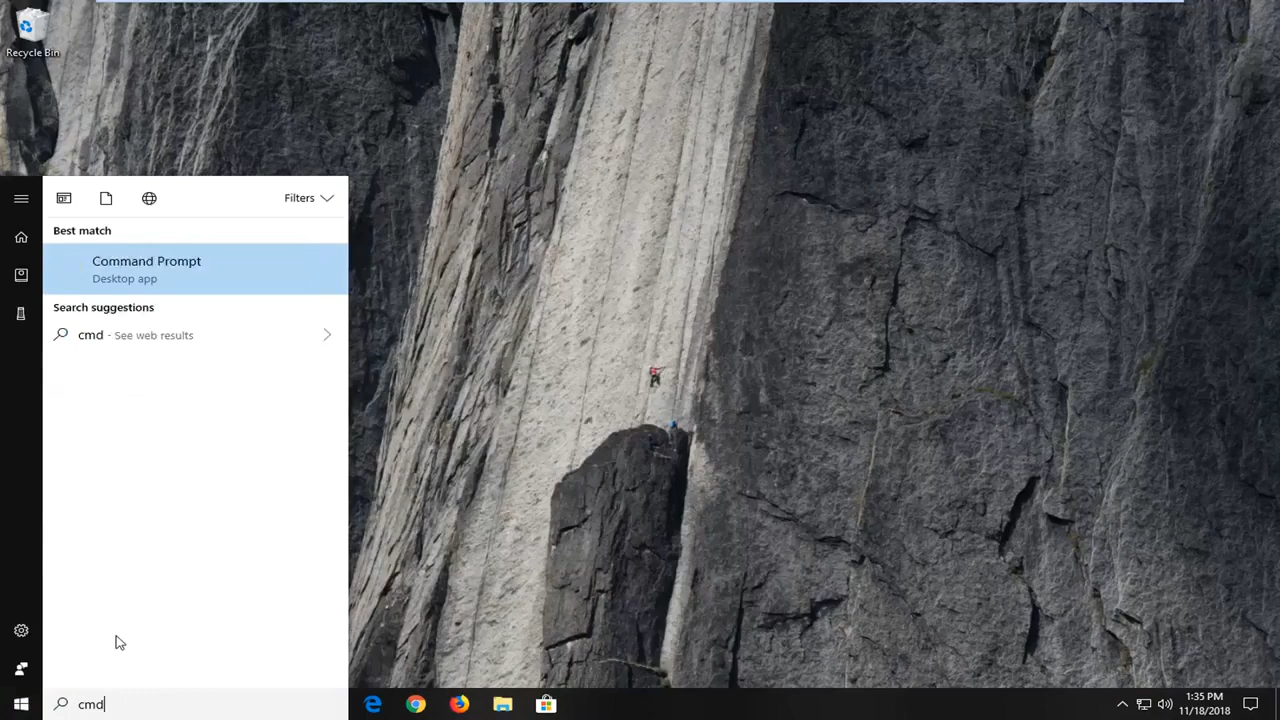 Recycle Bin
Filters
Best match
Command Prompt
Desktop app
Search suggestions
cmd - See web results
cmd
1:35 PM
11/18/2018